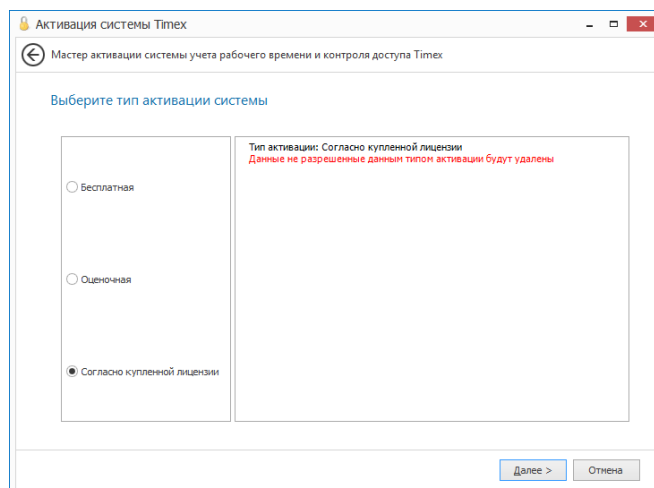 Активация системы Timex
Мастер активации системы учета рабочего времени и контроля доступа Timex
Выберите тип активации системы
Бесплатная
Оценочная
Согласно купленной лицензии
Тип активации: Согласно купленной лицензии
Данные не разрешенные данным типом активации будут удалены
Далее >
Отмена